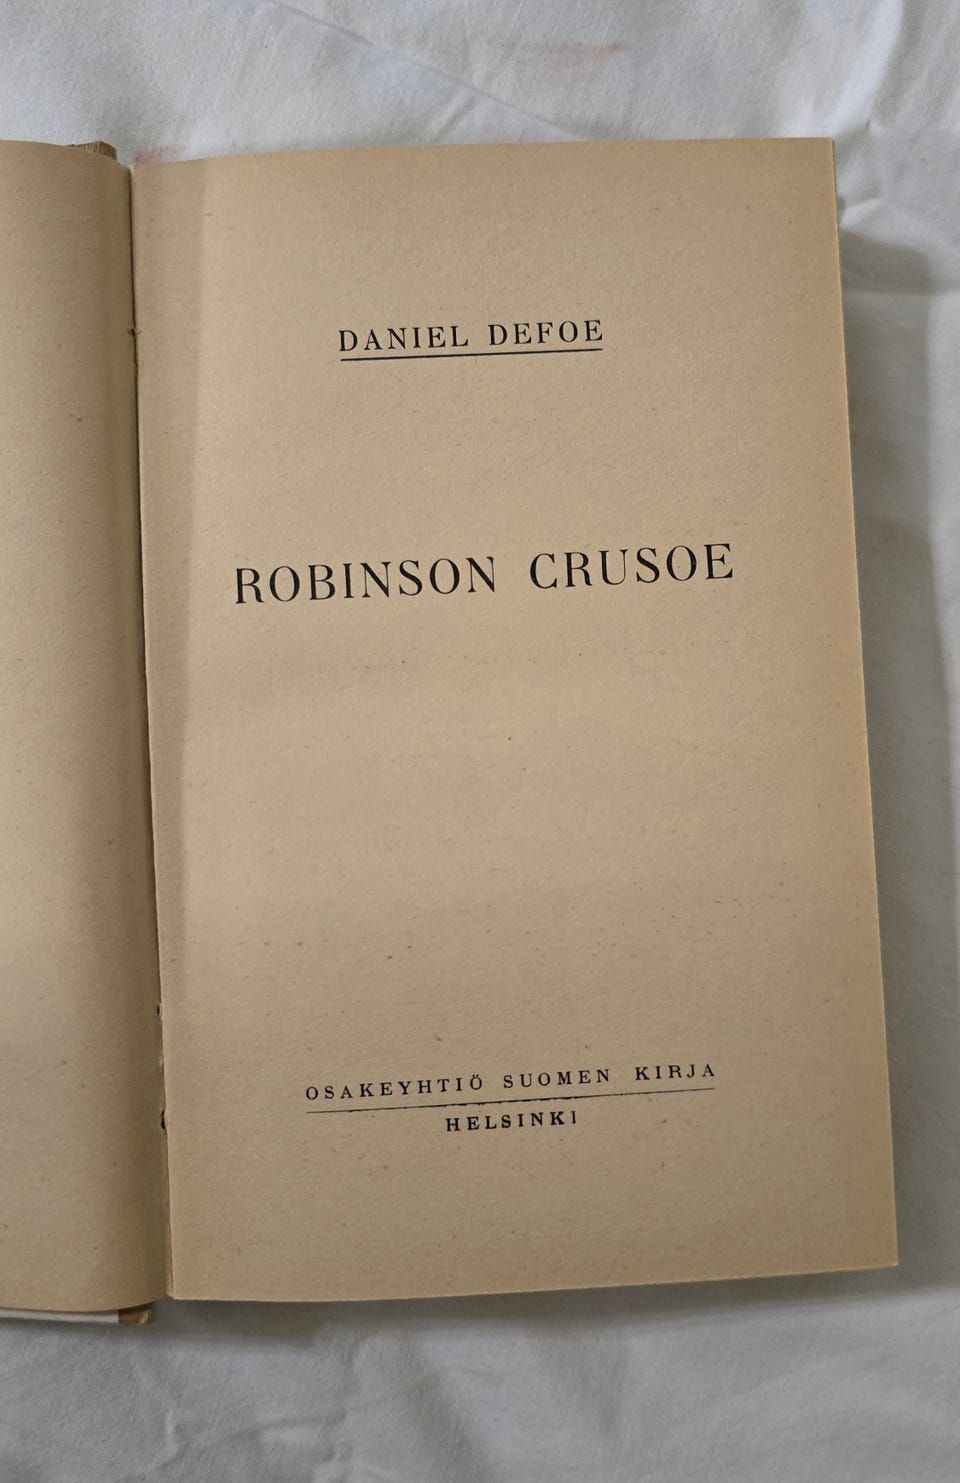 DANIEL DEFOE
ROBINSON CRUSOE
OSAKEYHTIÖ SUOMEN KIRJA
HELSINKI